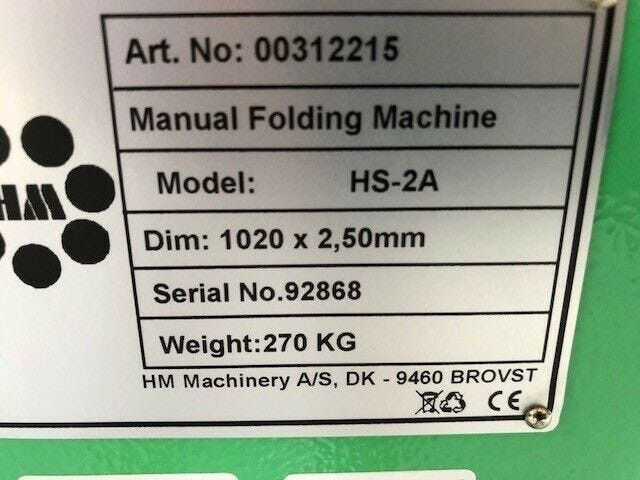 Art. No: 00312215
Manual Folding Machine
HM
Model: HS-2A
Dim: 1020 x 2,50mm
Serial No.92868
Weight:270 KG
HM Machinery A/S, DK - 9460 BROVST
CE